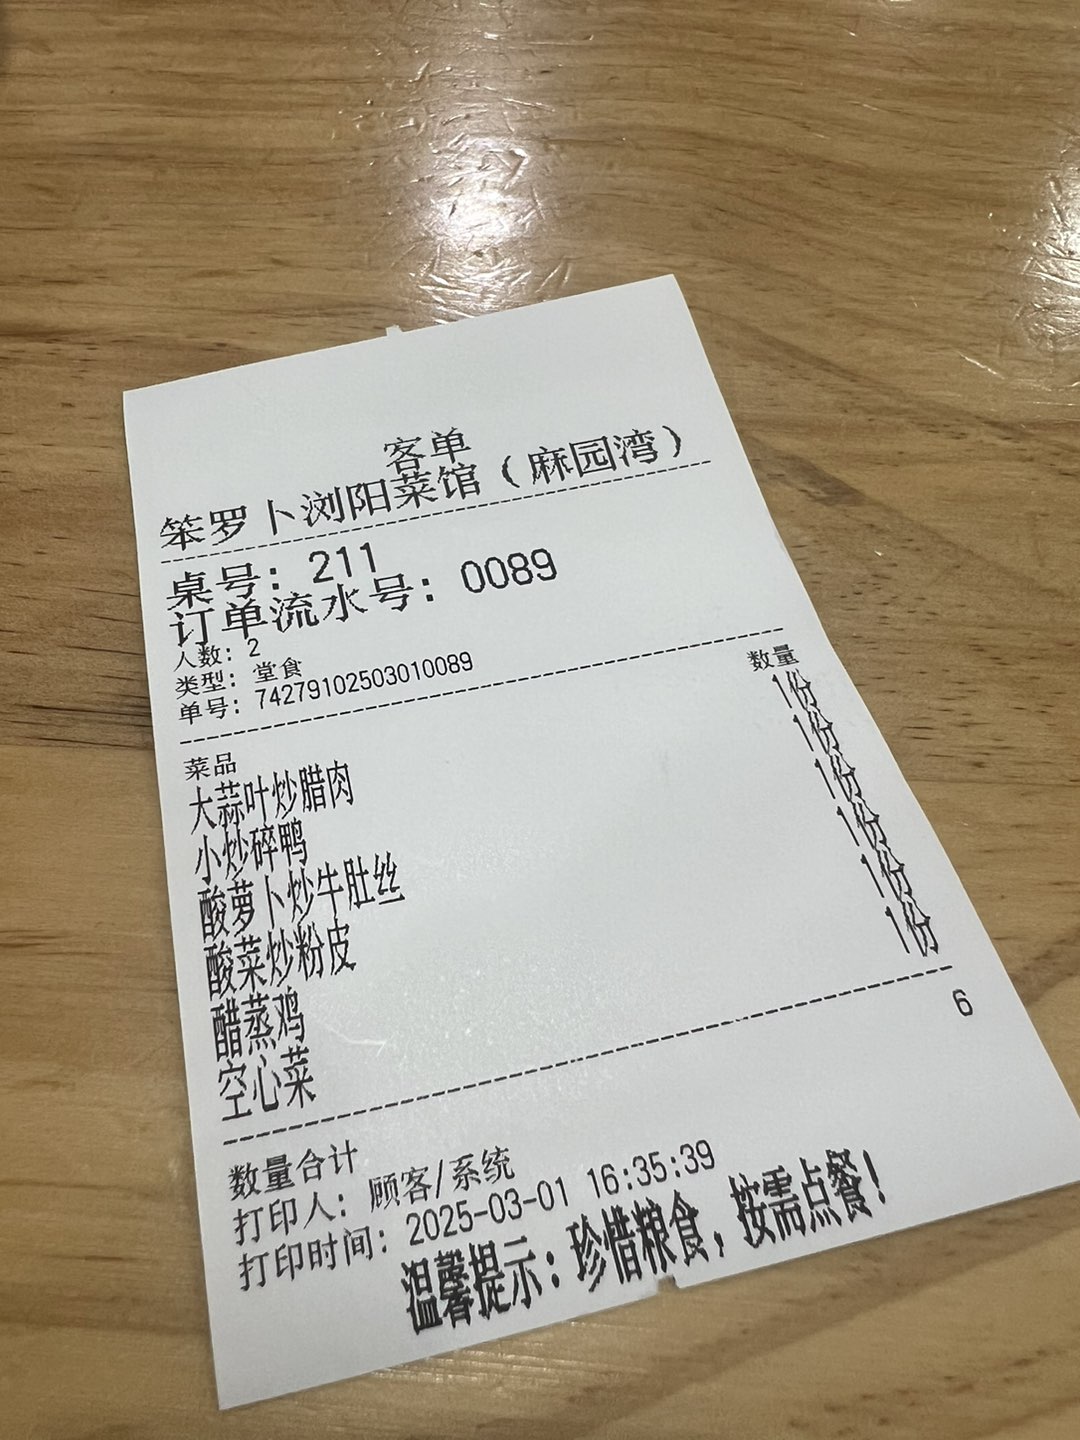 客单
笨罗卜浏阳菜馆（麻园湾）
桌号：211
订单流水号：0089
人数：2
类型：堂食
单号：74279102503010089
菜品 数量
大蒜叶炒腊肉 1份
小炒碎鸭 1份
酸萝卜炒牛肚丝 1份
酸菜炒粉皮 1份
醋蒸鸡 1份
空心菜 1份
数量合计 6
打印人：顾客/系统
打印时间：2025-03-01 16:35:39
温馨提示：珍惜粮食，按需点餐！